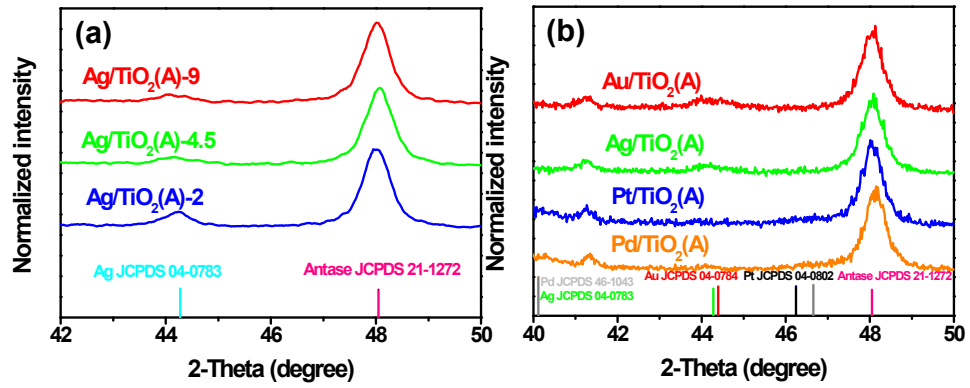 (a)
Normalized intensity
Ag/TiO2(A)-9
Ag/TiO2(A)-4.5
Ag/TiO2(A)-2
Ag JCPDS 04-0783
Antase JCPDS 21-1272
42 44 46 48 50
2-Theta (degree)
(b)
Normalized intensity
Au/TiO2(A)
Ag/TiO2(A)
Pt/TiO2(A)
Pd/TiO2(A)
Au JCPDS 04-0784 Pt JCPDS 04-0802 Antase JCPDS 21-1272
Pd JCPDS 46-1043
Ag JCPDS 04-0783
40 42 44 46 48 50
2-Theta (degree)